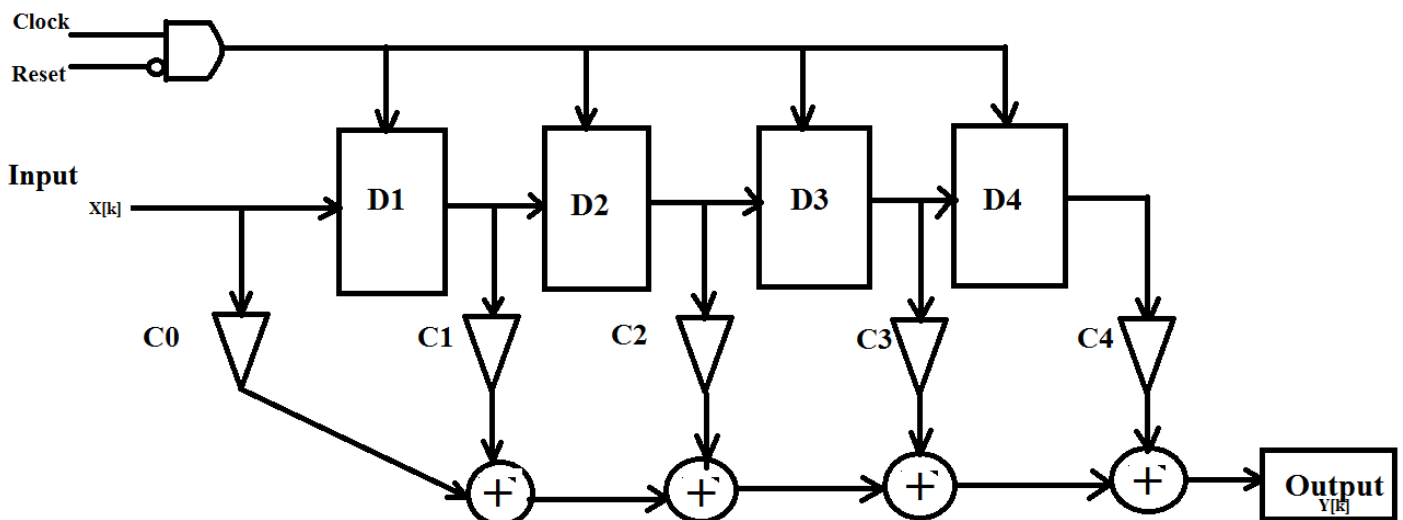 Clock
Reset
Input
X[k]
D1
D2
D3
D4
C0
C1
C2
C3
C4
+
+
+
+
Output
Y[k]